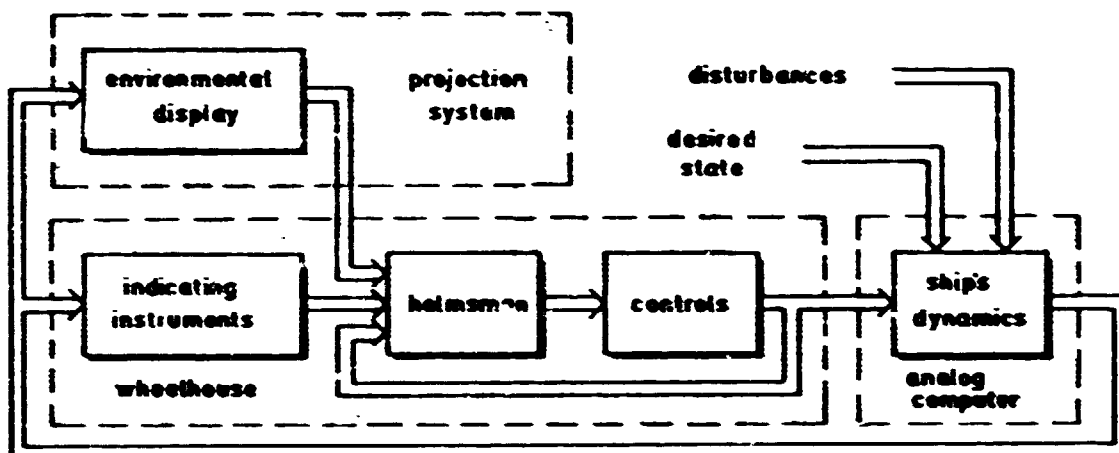 environmental
display
projection
system
disturbances
desired
state
indicating
instruments
helmsman
controls
ship's
dynamics
wheelhouse
analog
computer